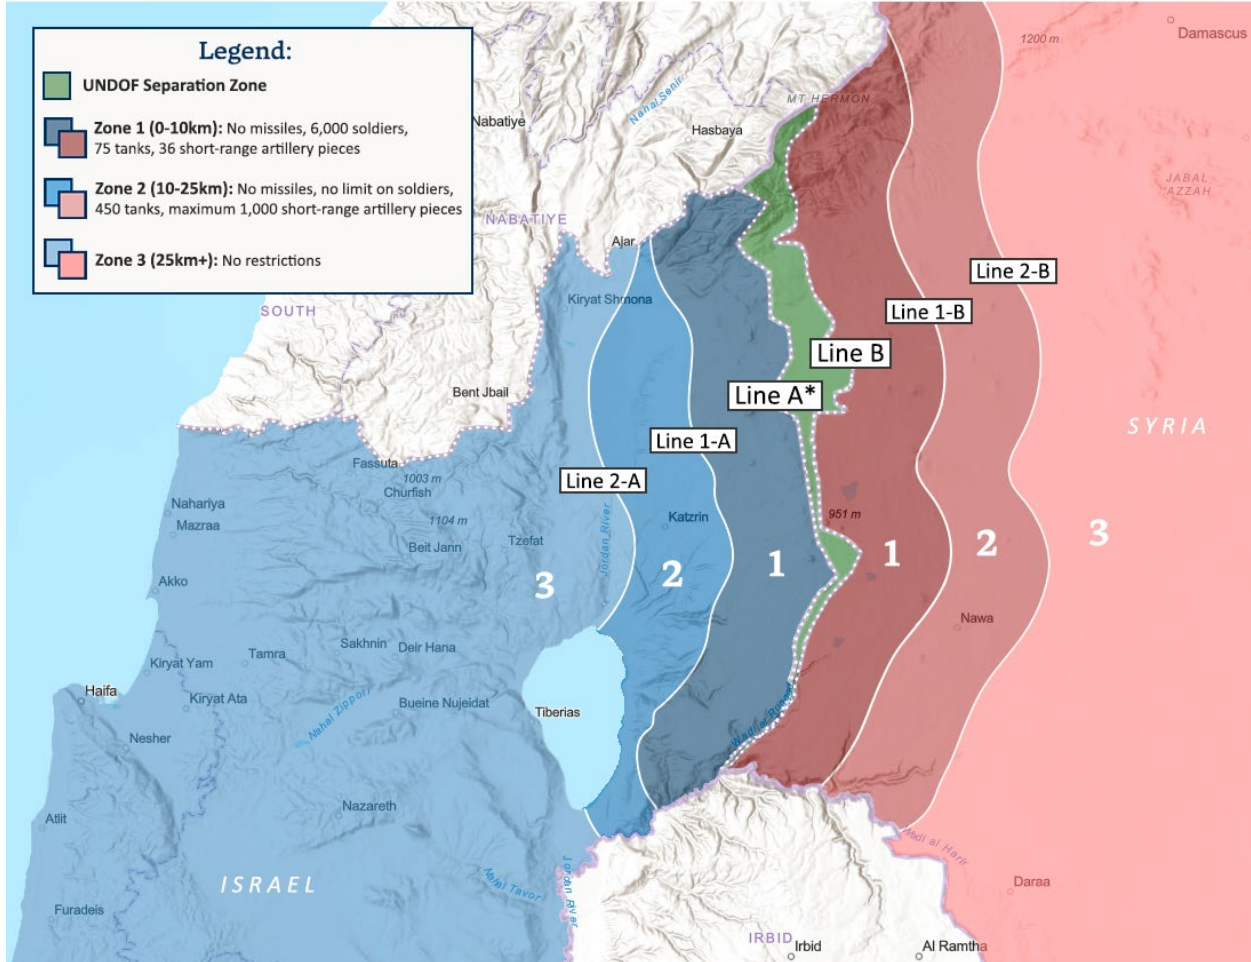 Legend:
UNDOF Separation Zone
Zone 1 (0-10km): No missiles, 6,000 soldiers,
75 tanks, 36 short-range artillery pieces
Zone 2 (10-25km): No missiles, no limit on soldiers,
450 tanks, maximum 1,000 short-range artillery pieces
Zone 3 (25km+): No restrictions
Damascus
1200 m
MT HERMON
Nahal Senir
Nabatiye
Hasbaya
JABAL
'AZZAH
NABATIYE
Ajar
Line 2-B
Kiryat Shmona
SOUTH
Line 1-B
Line B
Bent Jbail
Line A*
SYRIA
Line 1-A
Fassuta
1003 m
Churfish
Line 2-A
Nahariya
Mazraa
1104 m
Beit Jann
Tzefat
Jordan River
Katzrin
951 m
3
2
1
1
2
3
Akko
Nawa
Sakhnin
Deir Hana
Tamra
Kiryat Yam
Kiryat Ata
Haifa
Nahal Zippori
Bueine Nujeidat
Tiberias
Nesher
Nazareth
Atlit
ISRAEL
Nahal Tavor
Jordan River
Furadeis
Wadi al Harir
Daraa
IRBID
Irbid
Al Ramtha